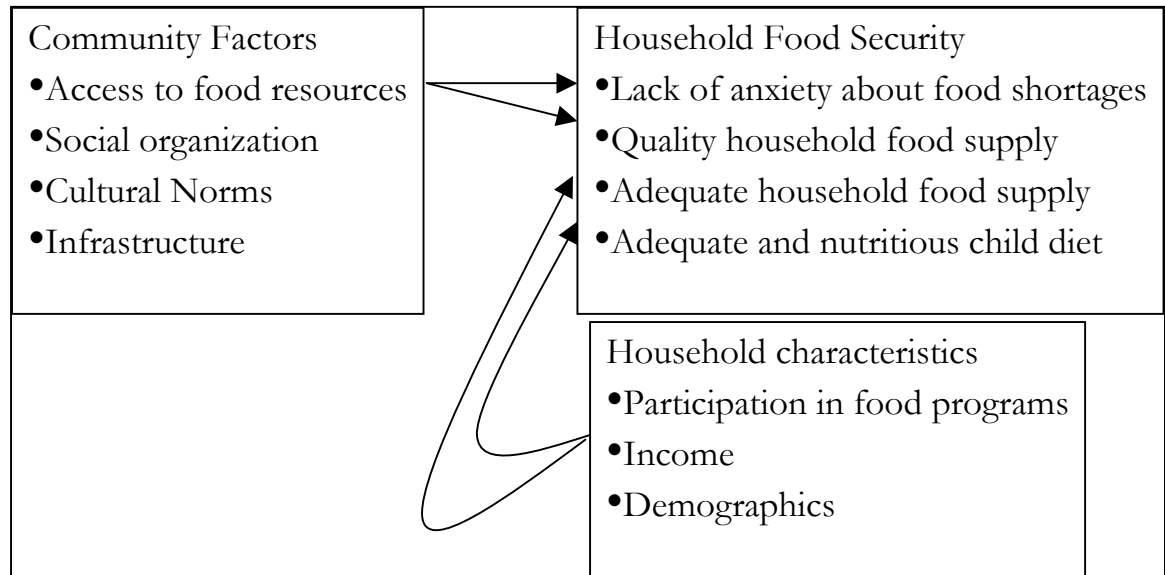 Community Factors
•Access to food resources
•Social organization
•Cultural Norms
•Infrastructure
Household Food Security
•Lack of anxiety about food shortages
•Quality household food supply
•Adequate household food supply
•Adequate and nutritious child diet
Household characteristics
•Participation in food programs
•Income
•Demographics